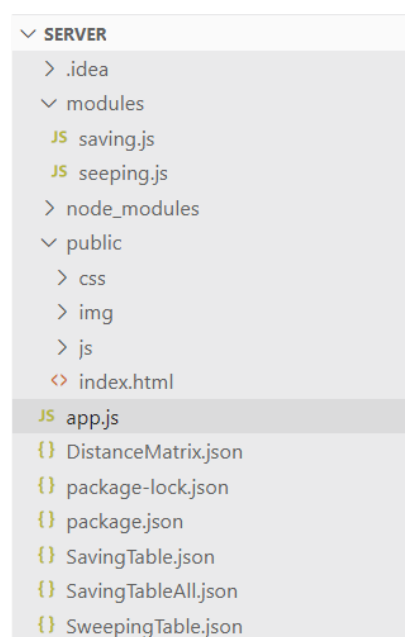 SERVER
.idea
modules
JS saving.js
JS seeping.js
node_modules
public
css
img
js
<> index.html
JS app.js
{} DistanceMatrix.json
{} package-lock.json
{} package.json
{} SavingTable.json
{} SavingTableAll.json
{} SweepingTable.json